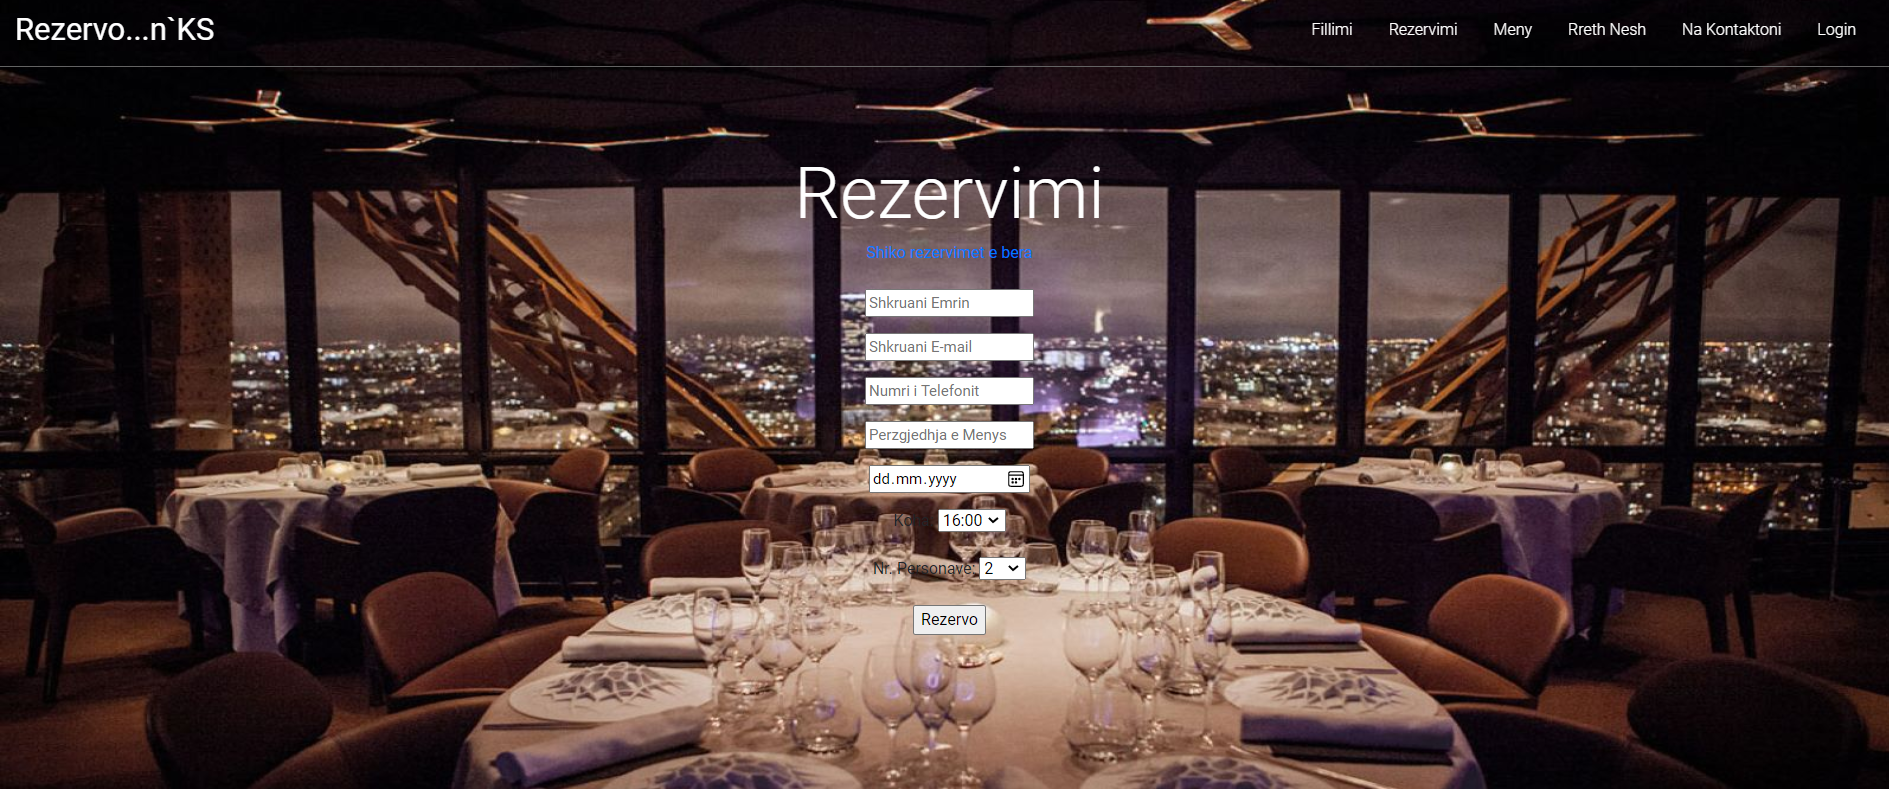 Rezervo...n`KS
Fillimi Rezervimi Meny Rreth Nesh Na Kontaktoni Login
Rezervimi
Shiko rezervimet e bera
Shkruani Emrin
Shkruani E-mail
Numri i Telefonit
Perzgjedhja e Menys
dd.mm.yyyy
16:00
Nr. Personave: 2
Rezervo